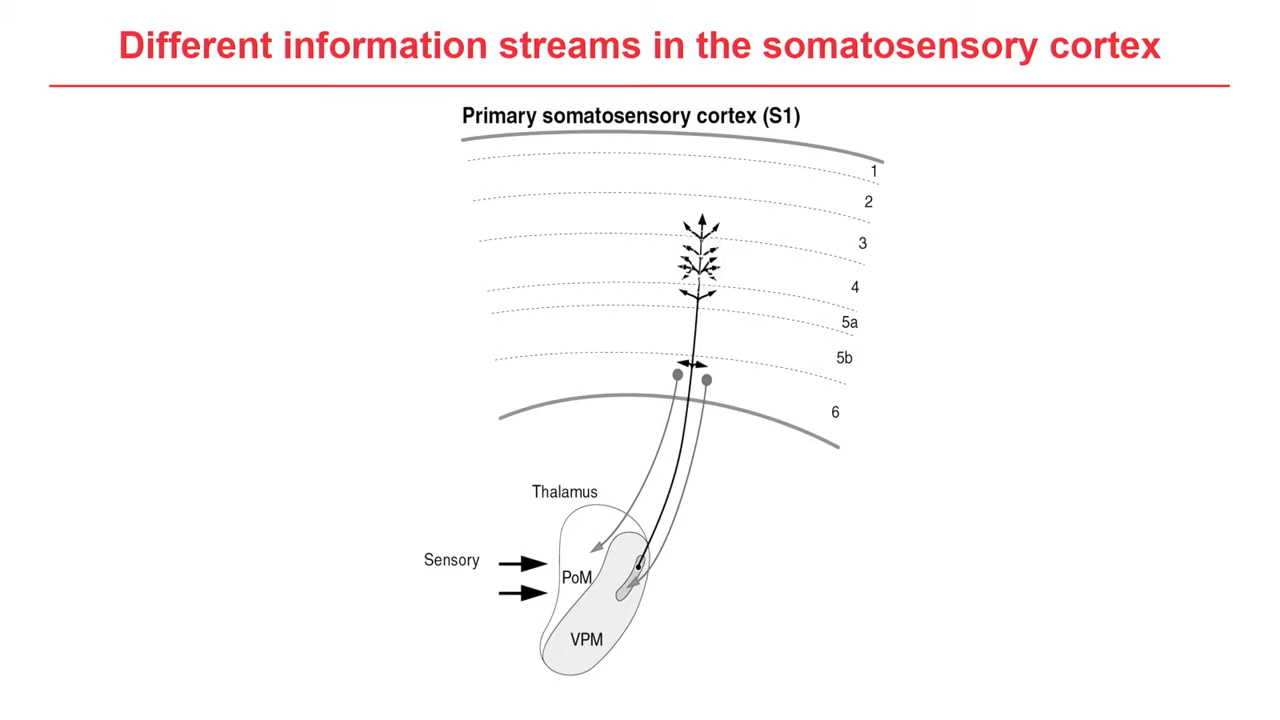 Different information streams in the somatosensory cortex
Primary somatosensory cortex (S1)
1
2
3
4
5a
5b
6
Thalamus
Sensory
PoM
VPM